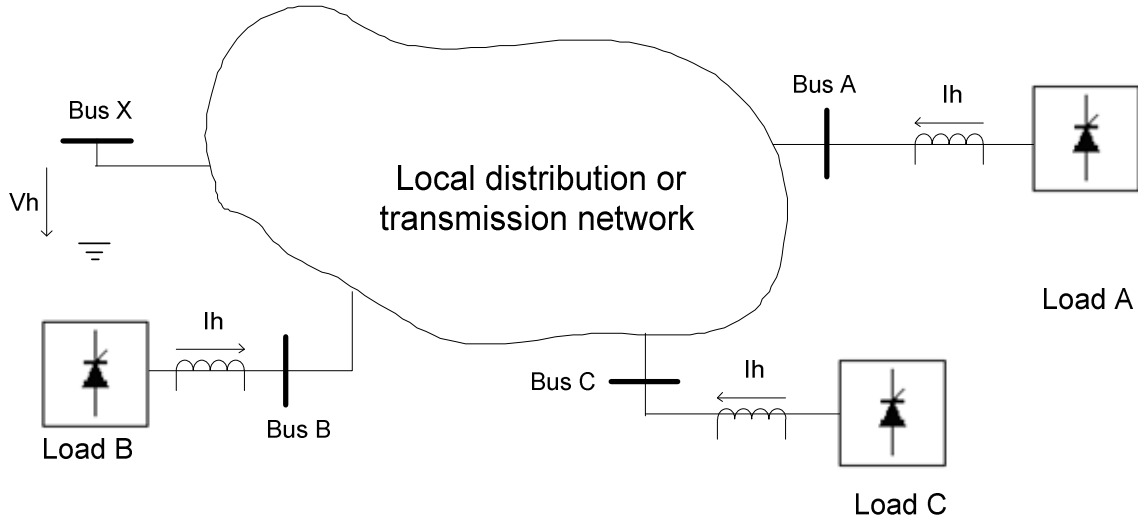 Bus X
Vh
Local distribution or
transmission network
Bus A
Ih
Load A
Ih
Bus B
Load B
Bus C
Ih
Load C